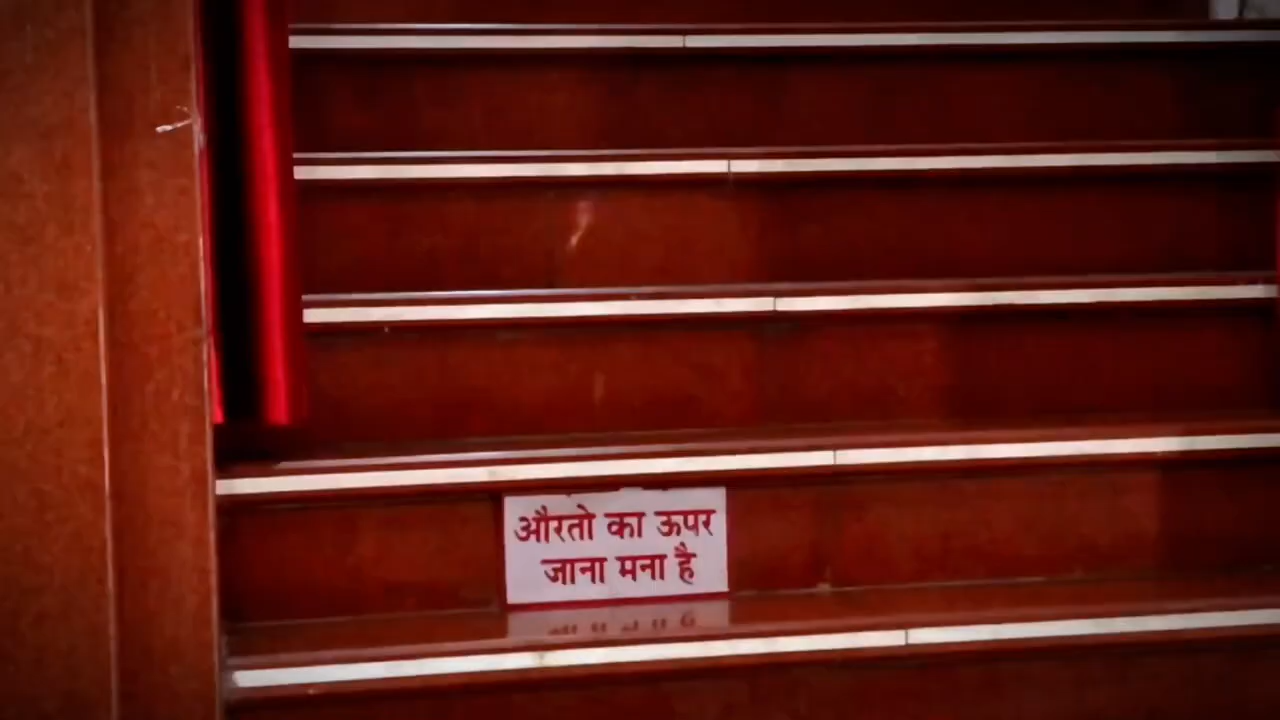 औरतो का ऊपर
जाना मना है